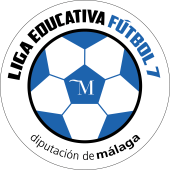 LIGA EDUCATIVA FÚTBOL 7
M
diputación de málaga